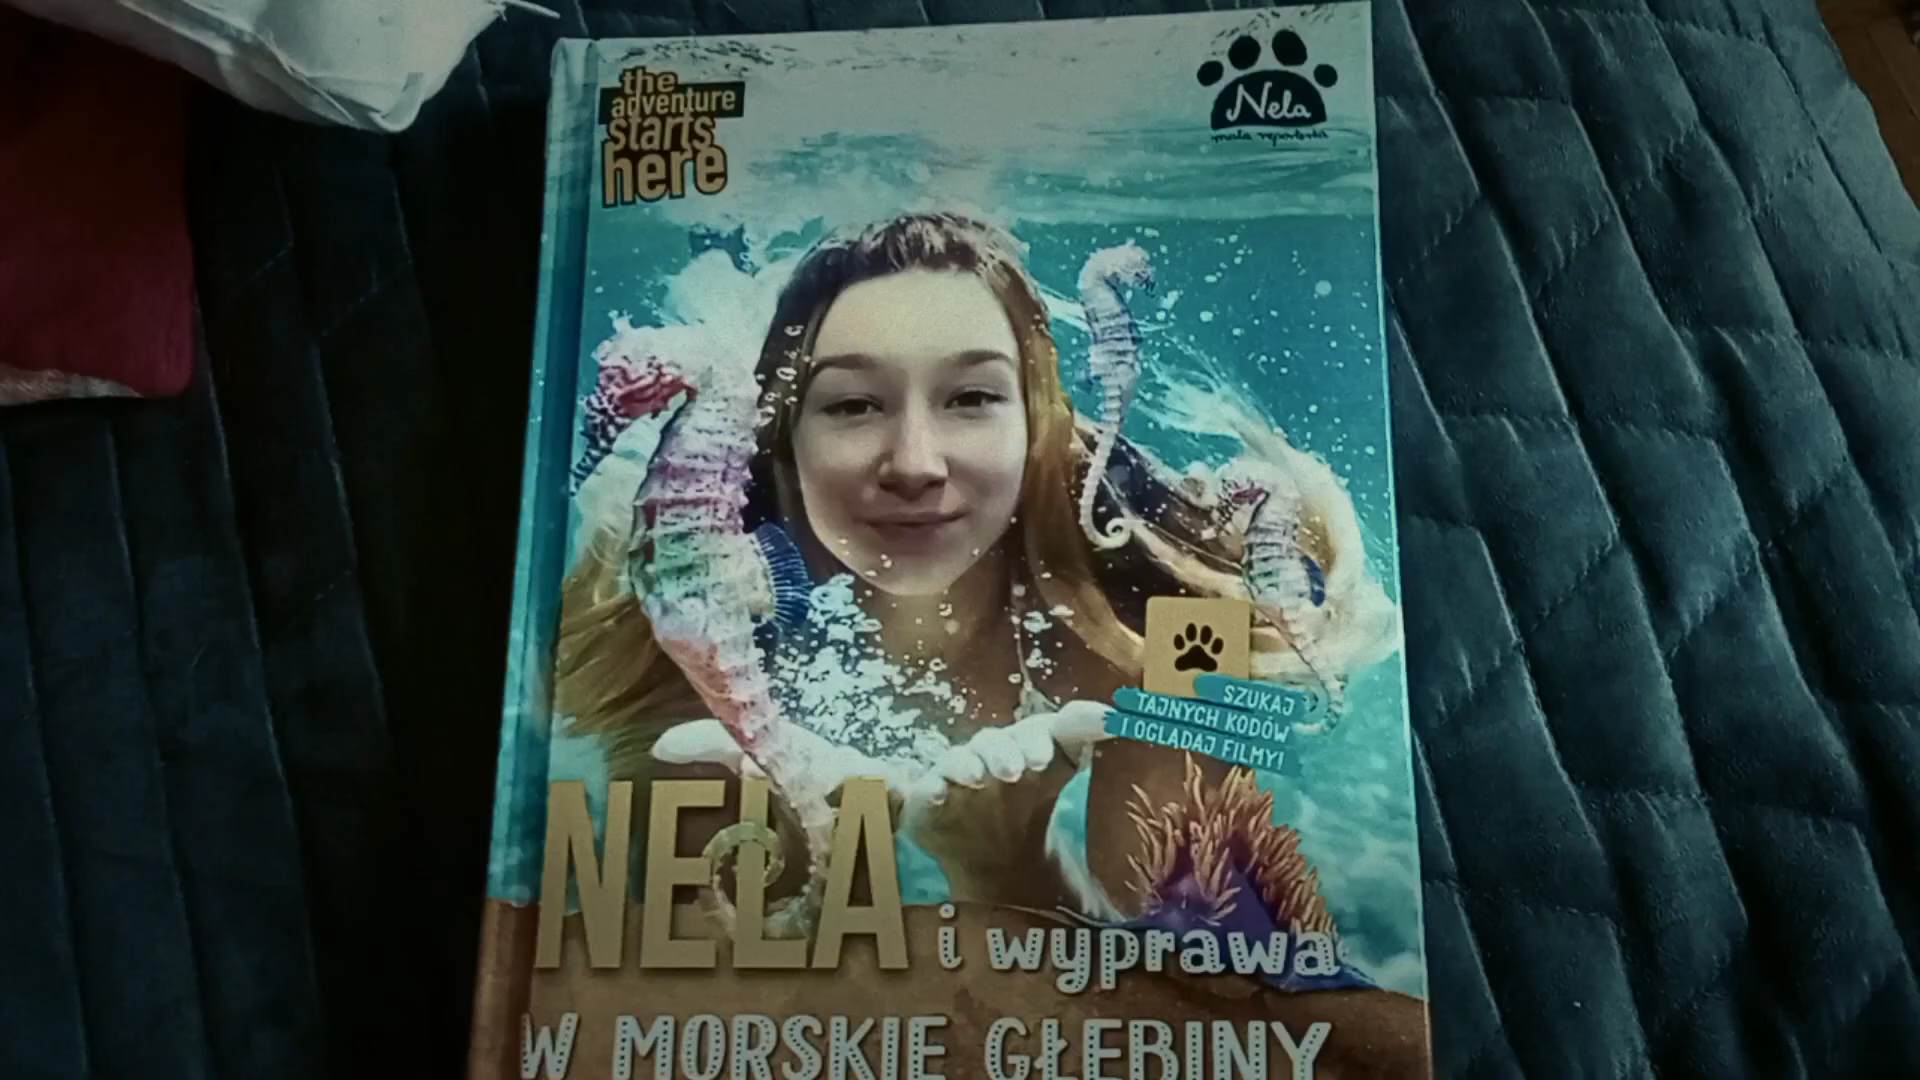 the
adventure
starts
here
Nela
mała reporterka
SZUKAJ
TAJNYCH KODÓW
I OGLĄDAJ FILMY!
NELA i wyprawa
W MORSKIE GŁĘBINY